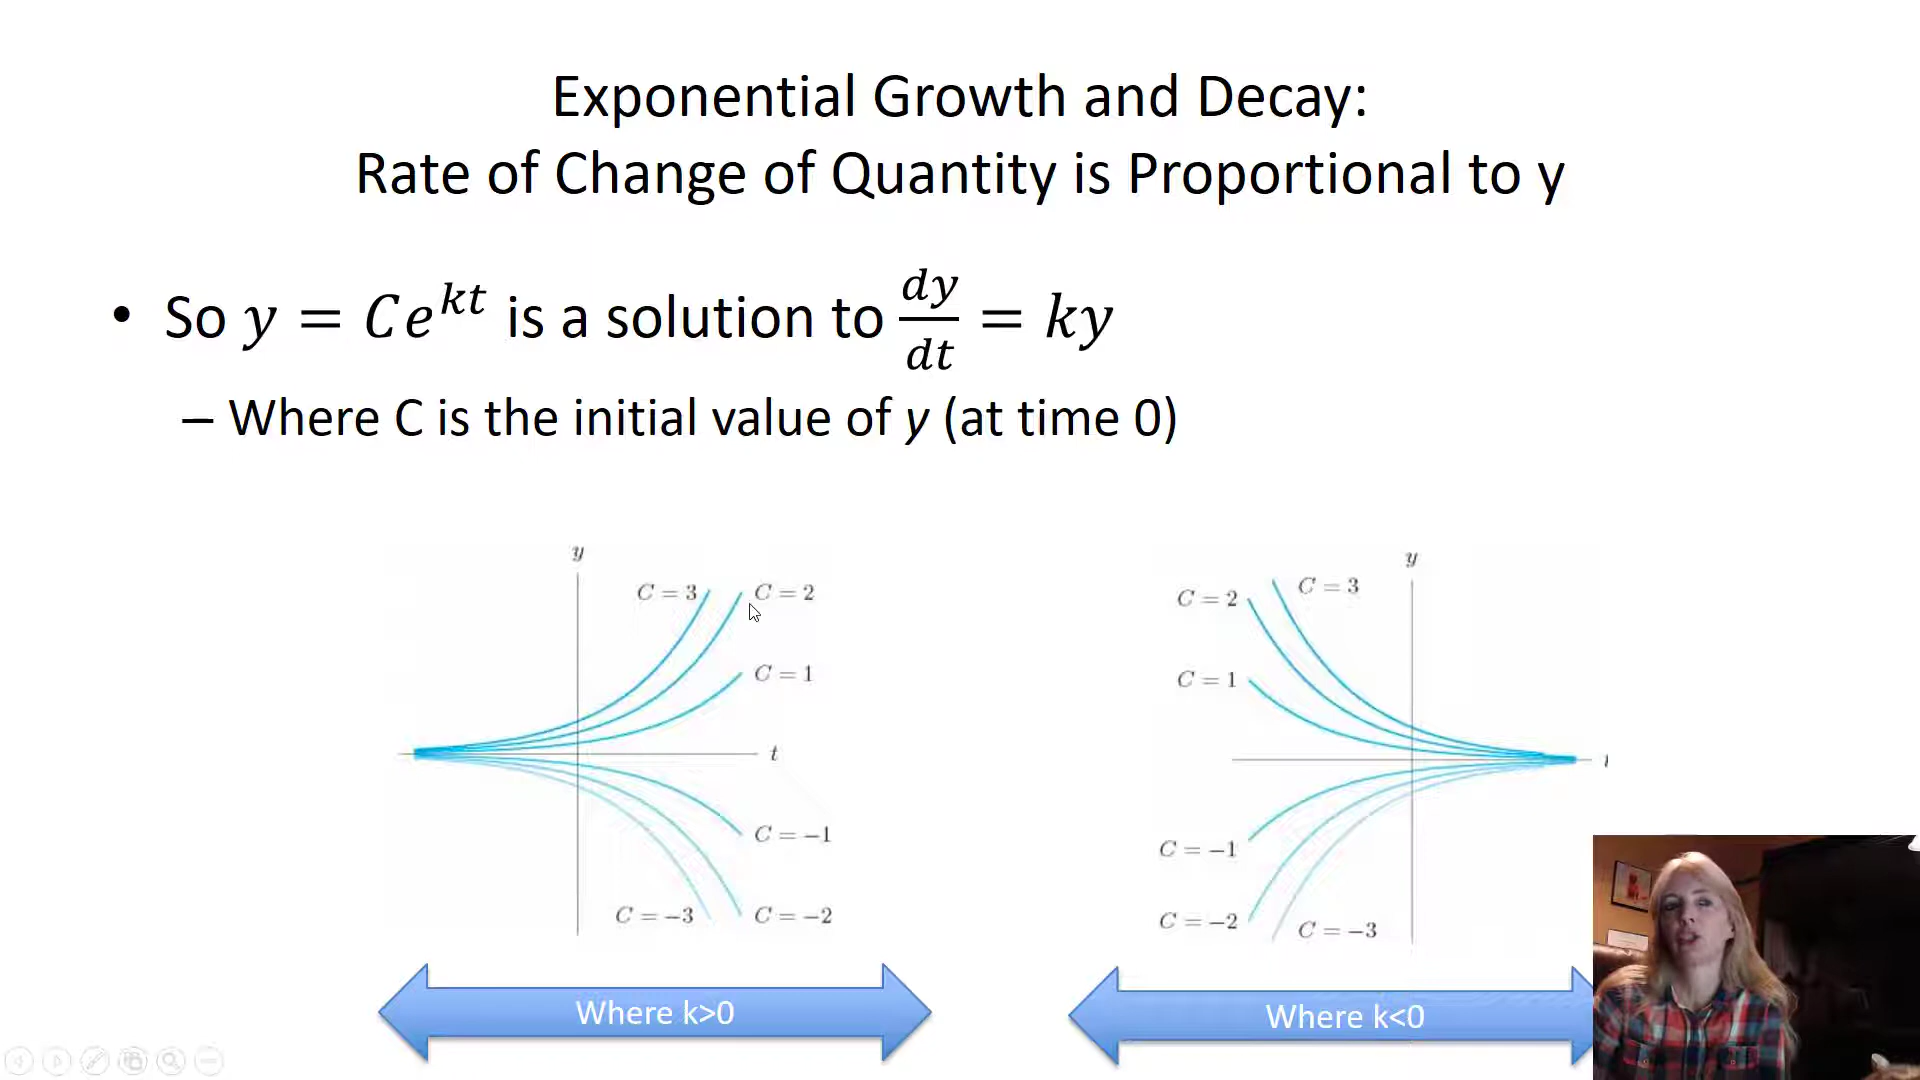 Exponential Growth and Decay:
Rate of Change of Quantity is Proportional to y
• So y = Ce^{kt} is a solution to dy/dt = ky
– Where C is the initial value of y (at time 0)
y
C = 3
C = 2
C = 1
t
C = −1
C = −3
C = −2
Where k>0
y
C = 3
C = 2
C = 1
C = −1
C = −2
C = −3
Where k<0